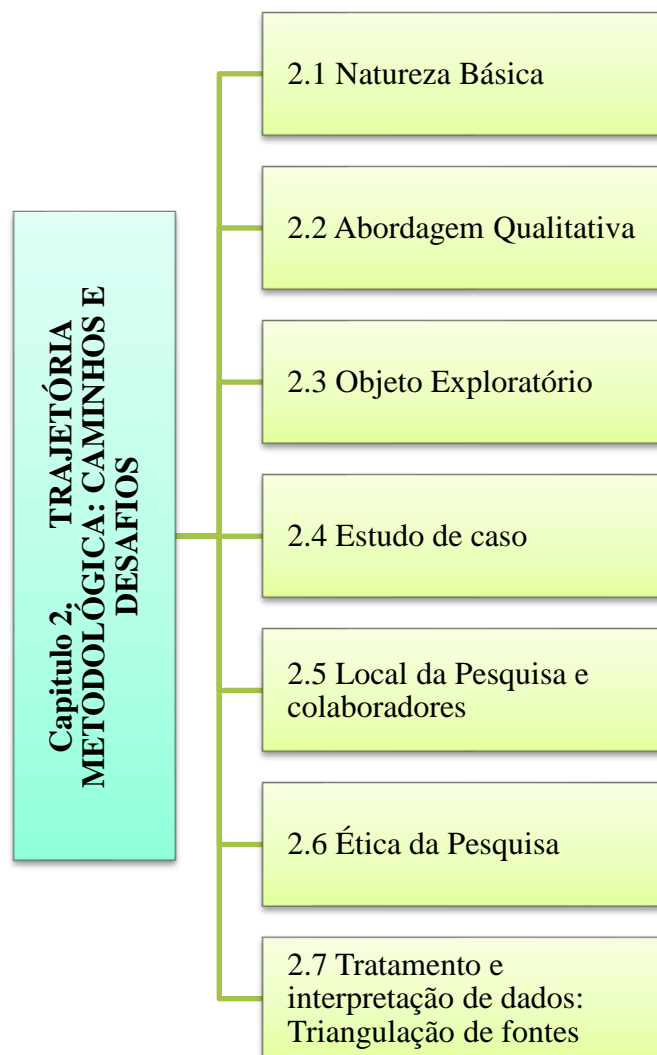 Capitulo 2. TRAJETÓRIA
METODOLÓGICA: CAMINHOS E
DESAFIOS
2.1 Natureza Básica
2.2 Abordagem Qualitativa
2.3 Objeto Exploratório
2.4 Estudo de caso
2.5 Local da Pesquisa e
colaboradores
2.6 Ética da Pesquisa
2.7 Tratamento e
interpretação de dados:
Triangulação de fontes